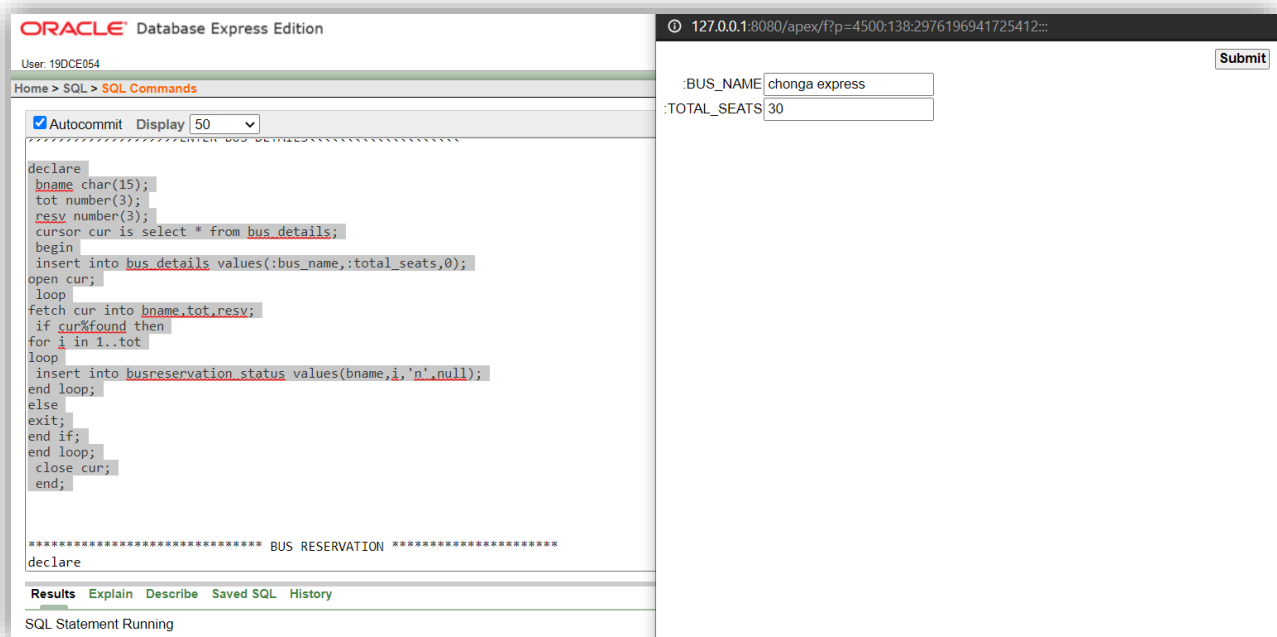 ORACLE Database Express Edition
User: 19DCE054
Home > SQL > SQL Commands
Autocommit Display 50
>>>>>>>>>>>>>>>>>>>>ENTER BUS DETAILS<<<<<<<<<<<<<<<<<<<<
declare
bname char(15);
tot number(3);
resv number(3);
cursor cur is select * from bus_details;
begin
insert into bus_details values(:bus_name,:total_seats,0);
open cur;
loop
fetch cur into bname,tot,resv;
if cur%found then
for i in 1..tot
loop
insert into busreservation_status values(bname,i,'n',null);
end loop;
else
exit;
end if;
end loop;
close cur;
end;
******************************* BUS RESERVATION **********************
declare
Results Explain Describe Saved SQL History
SQL Statement Running
127.0.0.1:8080/apex/f?p=4500:138:2976196941725412:::
Submit
:BUS_NAME chonga express
:TOTAL_SEATS 30